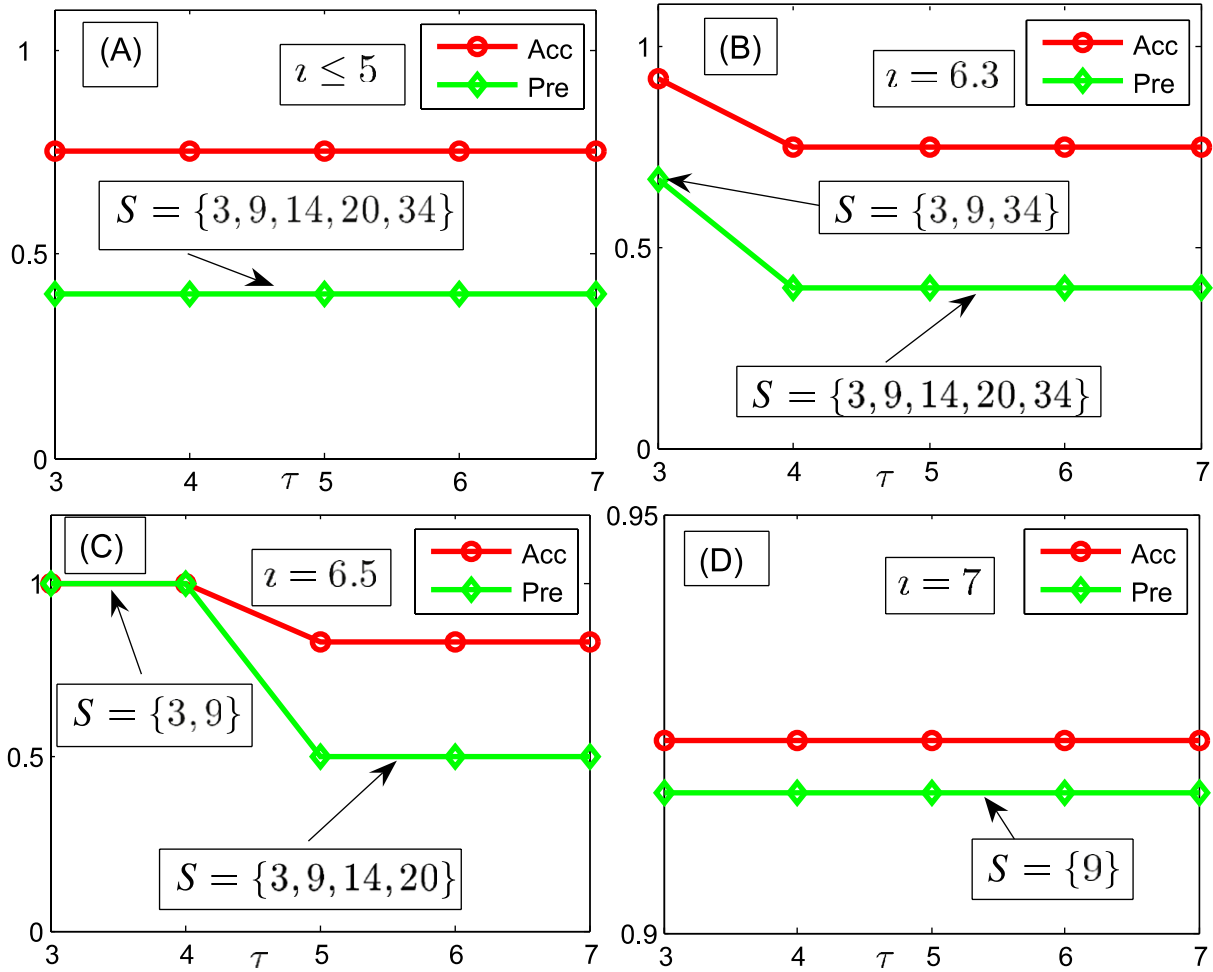 (A)
ι ≤ 5
Acc
Pre
S = {3, 9, 14, 20, 34}
1
0.5
0
3 4 5 6 7
τ
(B)
ι = 6.3
Acc
Pre
S = {3, 9, 34}
S = {3, 9, 14, 20, 34}
1
0.5
0
3 4 5 6 7
τ
(C)
ι = 6.5
Acc
Pre
S = {3, 9}
S = {3, 9, 14, 20}
1
0.5
0
3 4 5 6 7
τ
(D)
ι = 7
Acc
Pre
S = {9}
0.95
0.9
3 4 5 6 7
τ